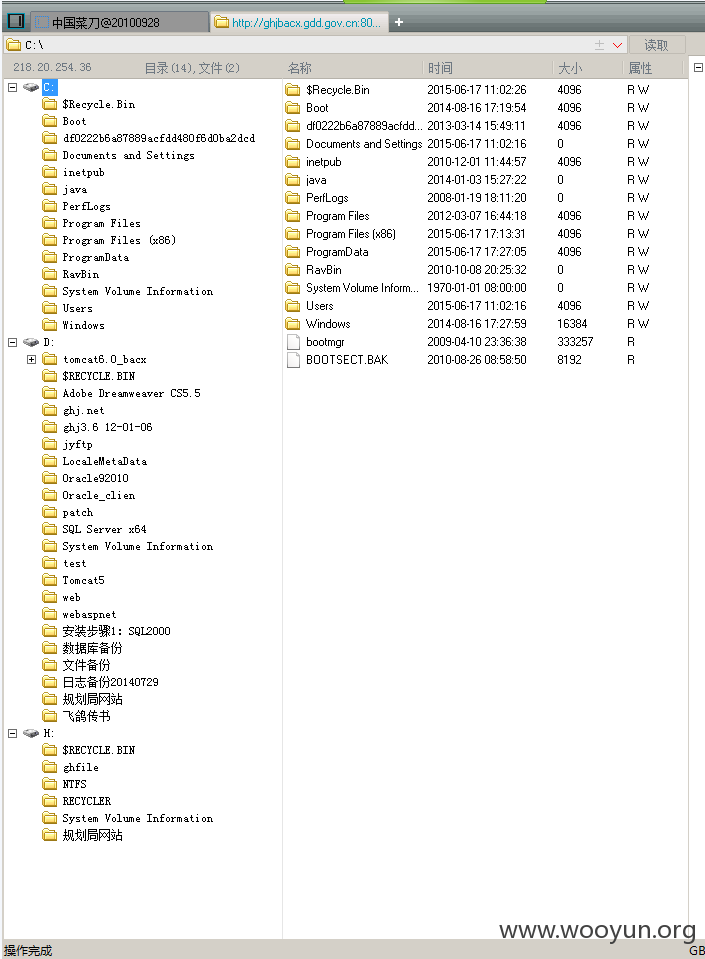 中国菜刀@20100928
http://ghjbacx.gdd.gov.cn:80...
C:\
读取
218.20.254.36 目录(14),文件(2)
名称 时间 大小 属性
C:
$Recycle.Bin
Boot
df0222b6a87889acfdd480f6d0ba2dcd
Documents and Settings
inetpub
java
PerfLogs
Program Files
Program Files (x86)
ProgramData
RavBin
System Volume Information
Users
Windows
D:
tomcat6.0_bacx
$RECYCLE.BIN
Adobe Dreamweaver CS5.5
ghj.net
ghj3.6 12-01-06
jyftp
LocaleMetaData
Oracle92010
Oracle_clien
patch
SQL Server x64
System Volume Information
test
Tomcat5
web
webaspnet
安装步骤1：SQL2000
数据库备份
文件备份
日志备份20140729
规划局网站
飞鸽传书
H:
$RECYCLE.BIN
ghfile
NTFS
RECYCLER
System Volume Information
规划局网站
$Recycle.Bin 2015-06-17 11:02:26 4096 R W
Boot 2014-08-16 17:19:54 4096 R W
df0222b6a87889acfdd... 2013-03-14 15:49:11 4096 R W
Documents and Settings 2015-06-17 11:02:16 0 R W
inetpub 2010-12-01 11:44:57 4096 R W
java 2014-01-03 15:27:22 0 R W
PerfLogs 2008-01-19 18:11:20 0 R W
Program Files 2012-03-07 16:44:18 4096 R W
Program Files (x86) 2015-06-17 17:13:31 4096 R W
ProgramData 2015-06-17 17:27:05 4096 R W
RavBin 2010-10-08 20:25:32 0 R W
System Volume Inform... 1970-01-01 08:00:00 0 R W
Users 2015-06-17 11:02:16 4096 R W
Windows 2014-08-16 17:27:59 16384 R W
bootmgr 2009-04-10 23:36:38 333257 R
BOOTSECT.BAK 2010-08-26 08:58:50 8192 R
www.wooyun.org
操作完成
GB